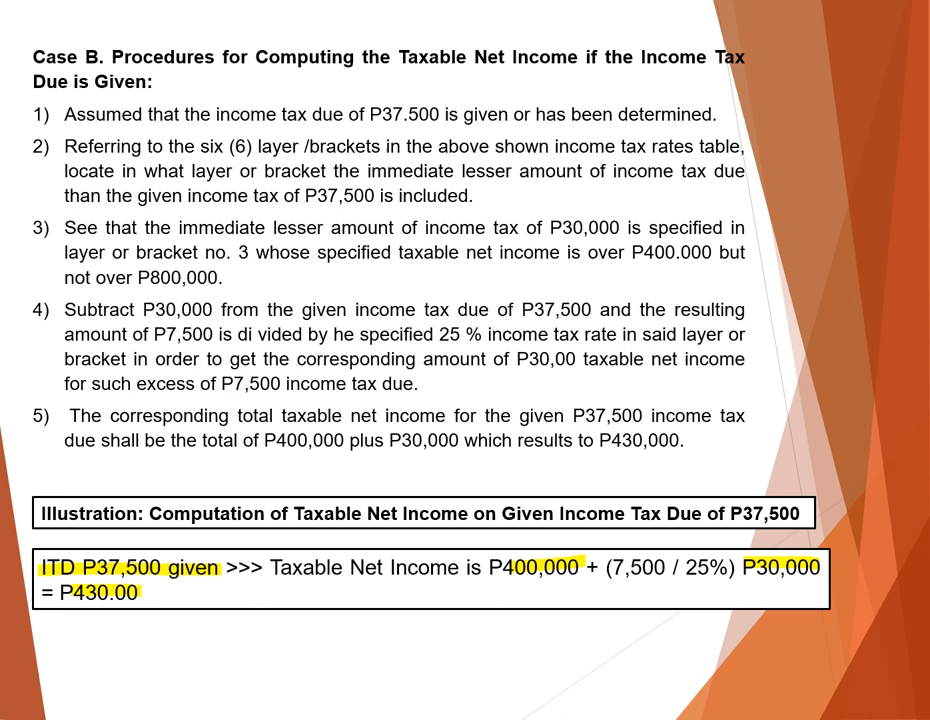 Case B. Procedures for Computing the Taxable Net Income if the Income Tax
Due is Given:
1) Assumed that the income tax due of P37.500 is given or has been determined.
2) Referring to the six (6) layer /brackets in the above shown income tax rates table,
locate in what layer or bracket the immediate lesser amount of income tax due
than the given income tax of P37,500 is included.
3) See that the immediate lesser amount of income tax of P30,000 is specified in
layer or bracket no. 3 whose specified taxable net income is over P400.000 but
not over P800,000.
4) Subtract P30,000 from the given income tax due of P37,500 and the resulting
amount of P7,500 is di vided by he specified 25 % income tax rate in said layer or
bracket in order to get the corresponding amount of P30,00 taxable net income
for such excess of P7,500 income tax due.
5) The corresponding total taxable net income for the given P37,500 income tax
due shall be the total of P400,000 plus P30,000 which results to P430,000.
Illustration: Computation of Taxable Net Income on Given Income Tax Due of P37,500
ITD P37,500 given >>> Taxable Net Income is P400,000 + (7,500 / 25%) P30,000
= P430.00